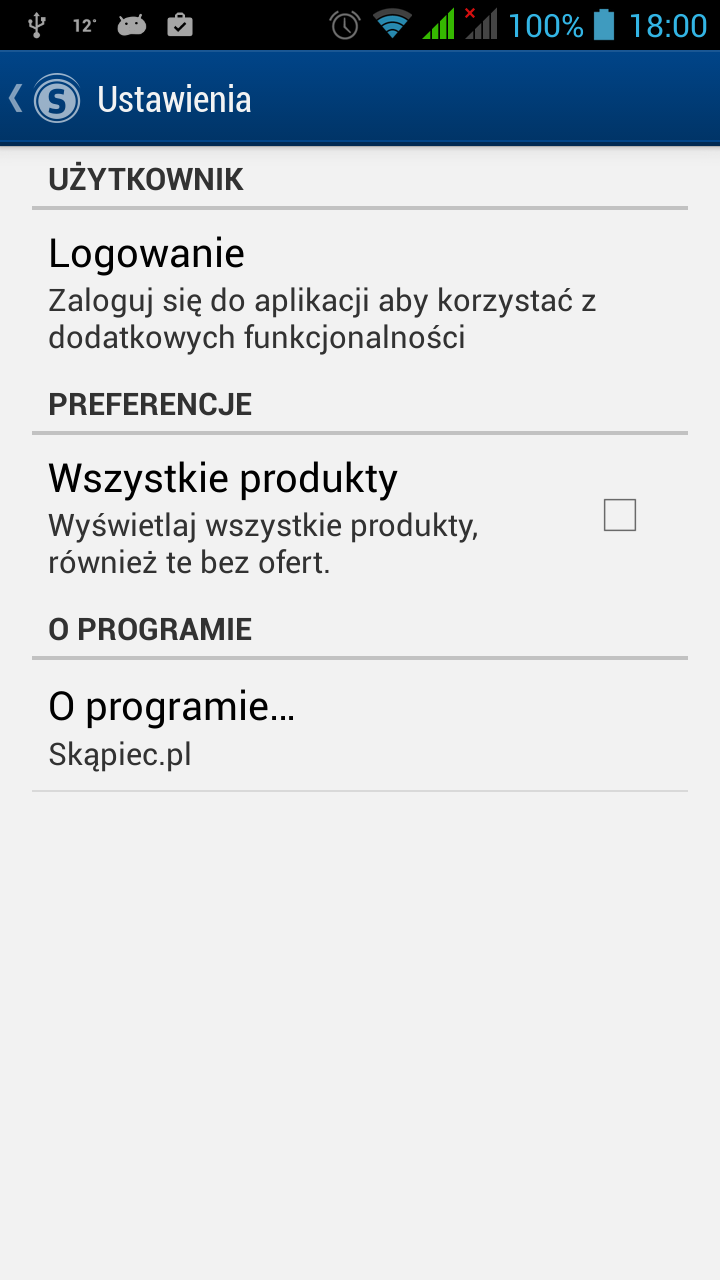 12°
100%
18:00
S
Ustawienia
UŻYTKOWNIK
Logowanie
Zaloguj się do aplikacji aby korzystać z
dodatkowych funkcjonalności
PREFERENCJE
Wszystkie produkty
Wyświetlaj wszystkie produkty,
również te bez ofert.
O PROGRAMIE
O programie...
Skąpiec.pl